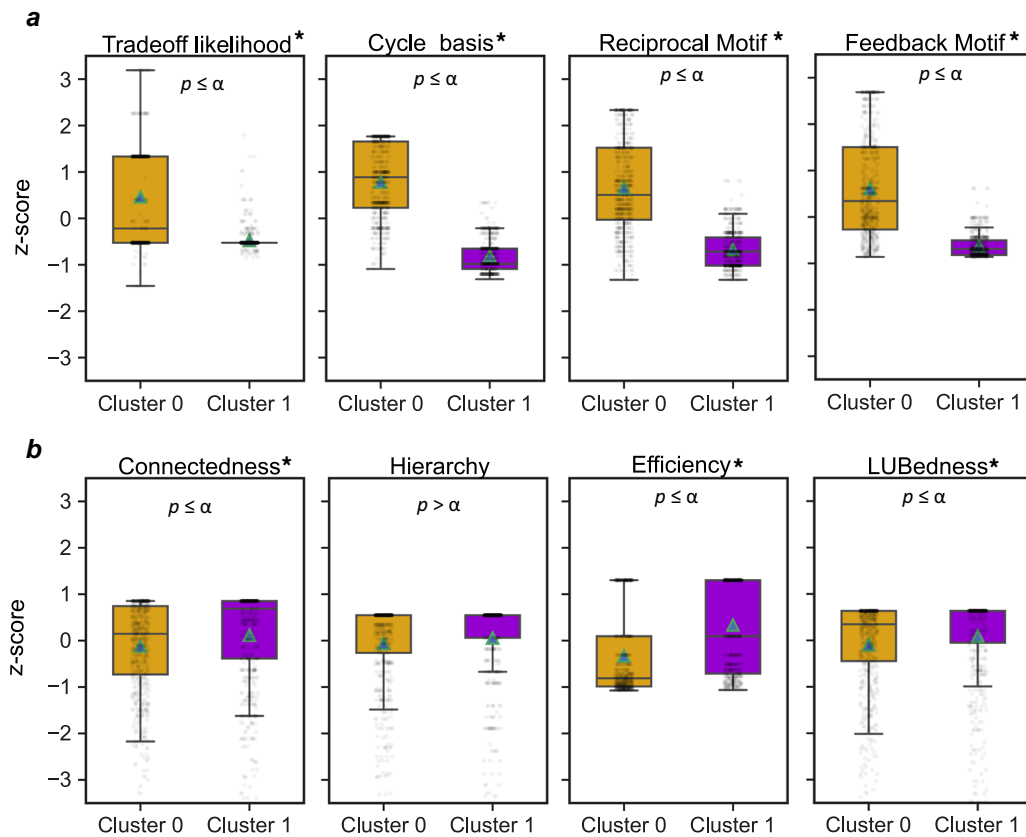 a
Tradeoff likelihood* Cycle basis* Reciprocal Motif* Feedback Motif*
p ≤ α p ≤ α p ≤ α p ≤ α
z-score
3
2
1
0
−1
−2
−3
Cluster 0 Cluster 1 Cluster 0 Cluster 1 Cluster 0 Cluster 1 Cluster 0 Cluster 1
b
Connectedness* Hierarchy Efficiency* LUBedness*
p ≤ α p > α p ≤ α p ≤ α
z-score
3
2
1
0
−1
−2
−3
Cluster 0 Cluster 1 Cluster 0 Cluster 1 Cluster 0 Cluster 1 Cluster 0 Cluster 1